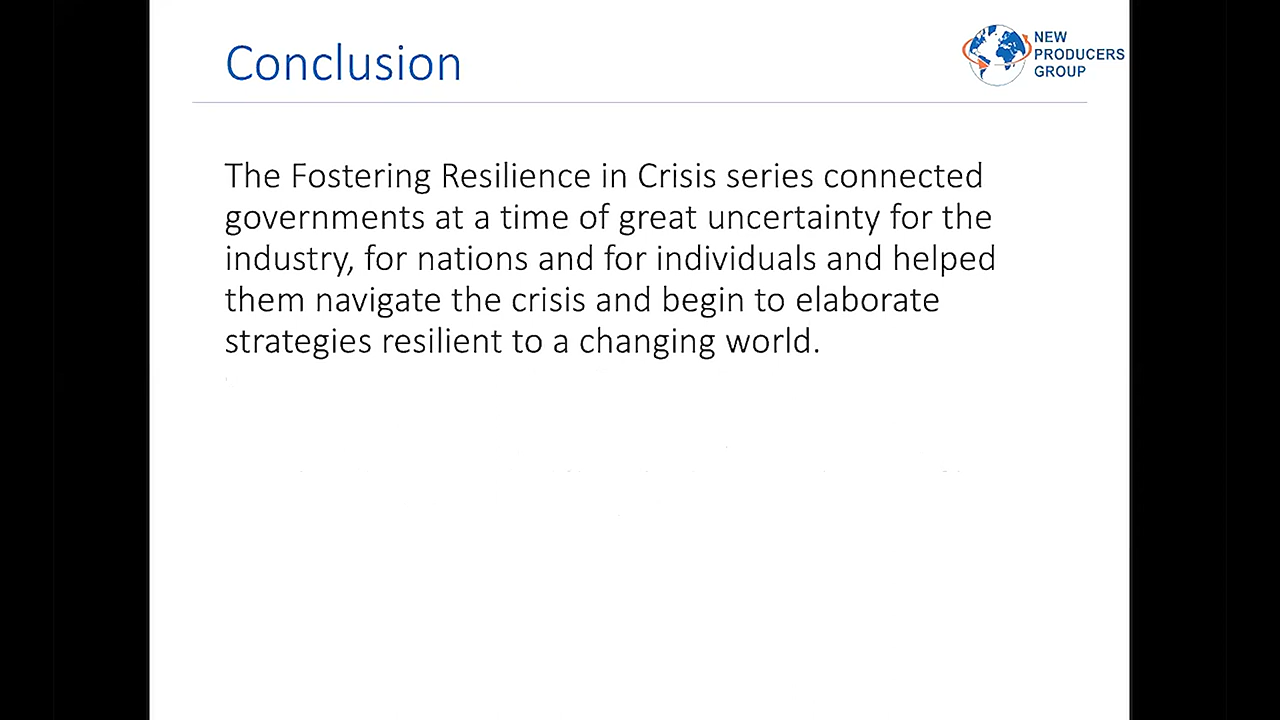 Conclusion
NEW
PRODUCERS
GROUP
The Fostering Resilience in Crisis series connected
governments at a time of great uncertainty for the
industry, for nations and for individuals and helped
them navigate the crisis and begin to elaborate
strategies resilient to a changing world.